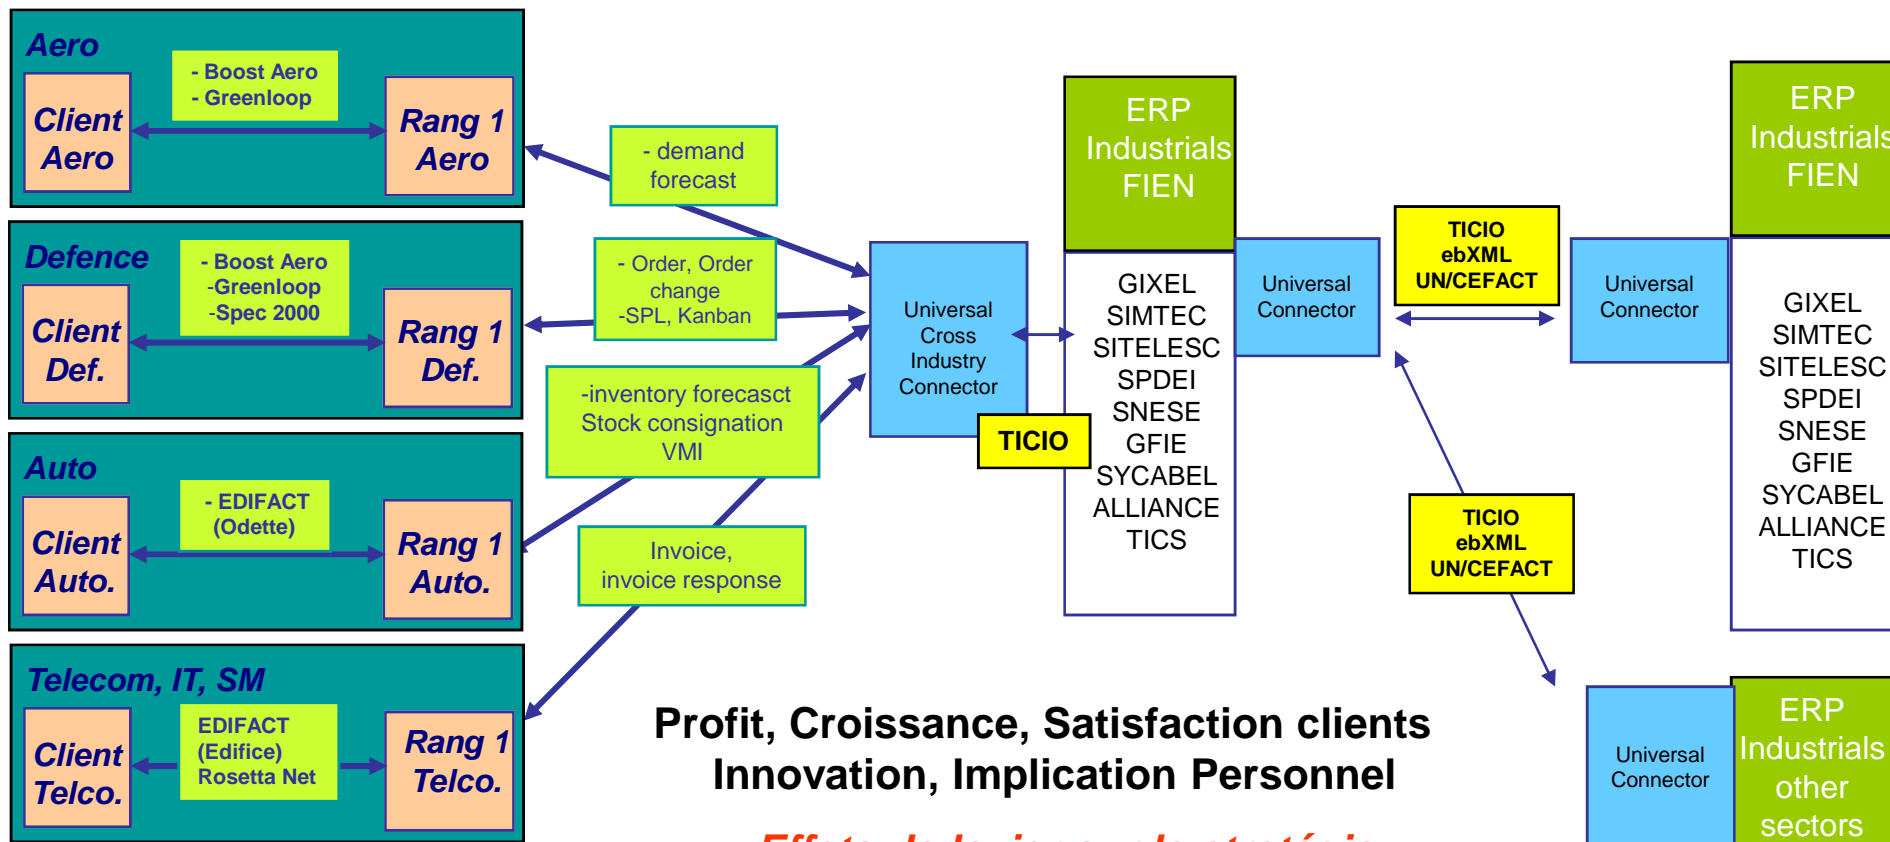 Aero
- Boost Aero
- Greenloop
Client
Aero
Rang 1
Aero
Defence
- Boost Aero
-Greenloop
-Spec 2000
Client
Def.
Rang 1
Def.
Auto
- EDIFACT
(Odette)
Client
Auto.
Rang 1
Auto.
Telecom, IT, SM
EDIFACT
(Edifice)
Rosetta Net
Client
Telco.
Rang 1
Telco.
- demand
forecast
- Order, Order
change
-SPL, Kanban
-inventory forecasct
Stock consignation
VMI
Invoice,
invoice response
Universal
Cross
Industry
Connector
TICIO
ERP
Industrials
FIEN
GIXEL
SIMTEC
SITELESC
SPDEI
SNESE
GFIE
SYCABEL
ALLIANCE
TICS
Universal
Connector
TICIO
ebXML
UN/CEFACT
Universal
Connector
ERP
Industrials
FIEN
GIXEL
SIMTEC
SITELESC
SPDEI
SNESE
GFIE
SYCABEL
ALLIANCE
TICS
TICIO
ebXML
UN/CEFACT
Universal
Connector
ERP
Industrials
other
sectors
Profit, Croissance, Satisfaction clients
Innovation, Implication Personnel